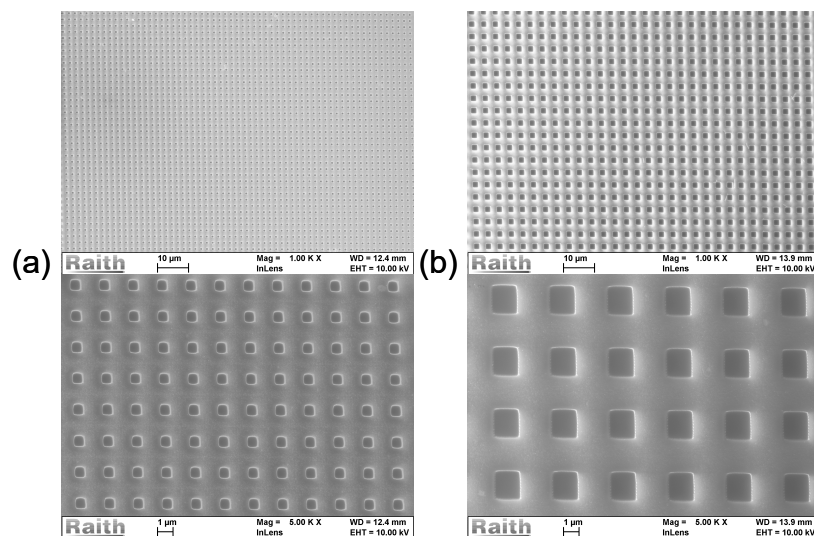 (a)
Raith
10 µm
Mag = 1.00 K X
InLens
WD = 12.4 mm
EHT = 10.00 kV
Raith
1 µm
Mag = 5.00 K X
InLens
WD = 12.4 mm
EHT = 10.00 kV
(b)
Raith
10 µm
Mag = 1.00 K X
InLens
WD = 13.9 mm
EHT = 10.00 kV
Raith
1 µm
Mag = 5.00 K X
InLens
WD = 13.9 mm
EHT = 10.00 kV